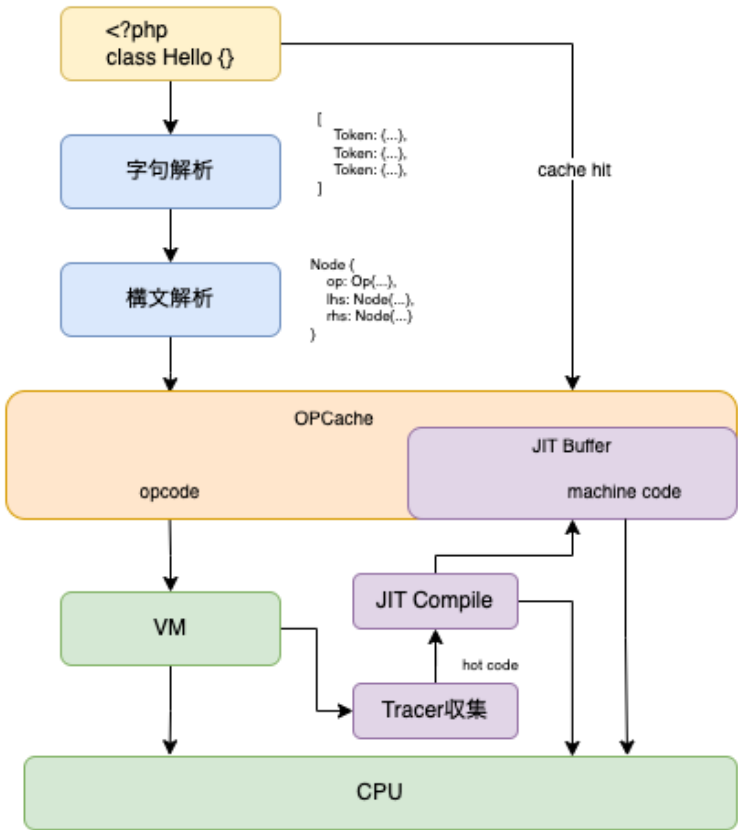 <?php
class Hello {}
字句解析
[
Token: {...},
Token: {...},
Token: {...},
]
cache hit
構文解析
Node {
op: Op{...},
lhs: Node{...},
rhs: Node{...}
}
OPCache
JIT Buffer
opcode
machine code
VM
JIT Compile
hot code
Tracer収集
CPU